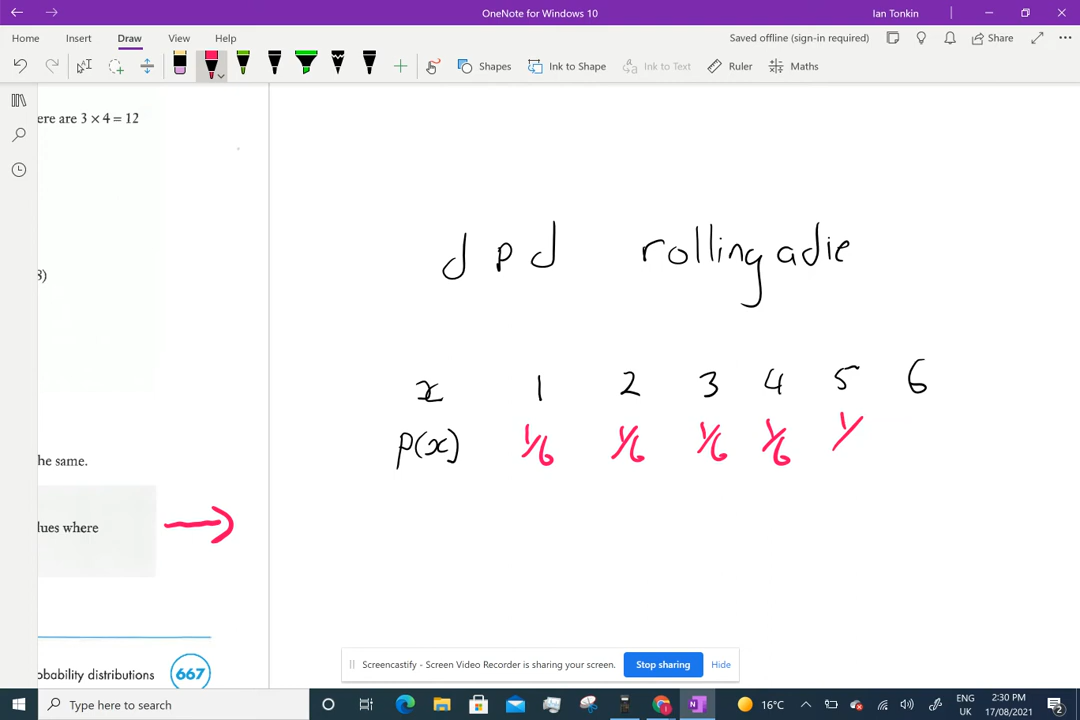 OneNote for Windows 10
Ian Tonkin
Home Insert Draw View Help
Saved offline (sign-in required)
Share
Shapes
Ink to Shape
Ink to Text
Ruler
Maths
ere are 3 × 4 = 12
8)
he same.
lues where
obability distributions 667
d p d rolling a die
x 1 2 3 4 5 6
p(x) 1/6 1/6 1/6 1/6 1/
Screencastify - Screen Video Recorder is sharing your screen.
Stop sharing
Hide
Type here to search
16°C
ENG
UK
2:30 PM
17/08/2021
2